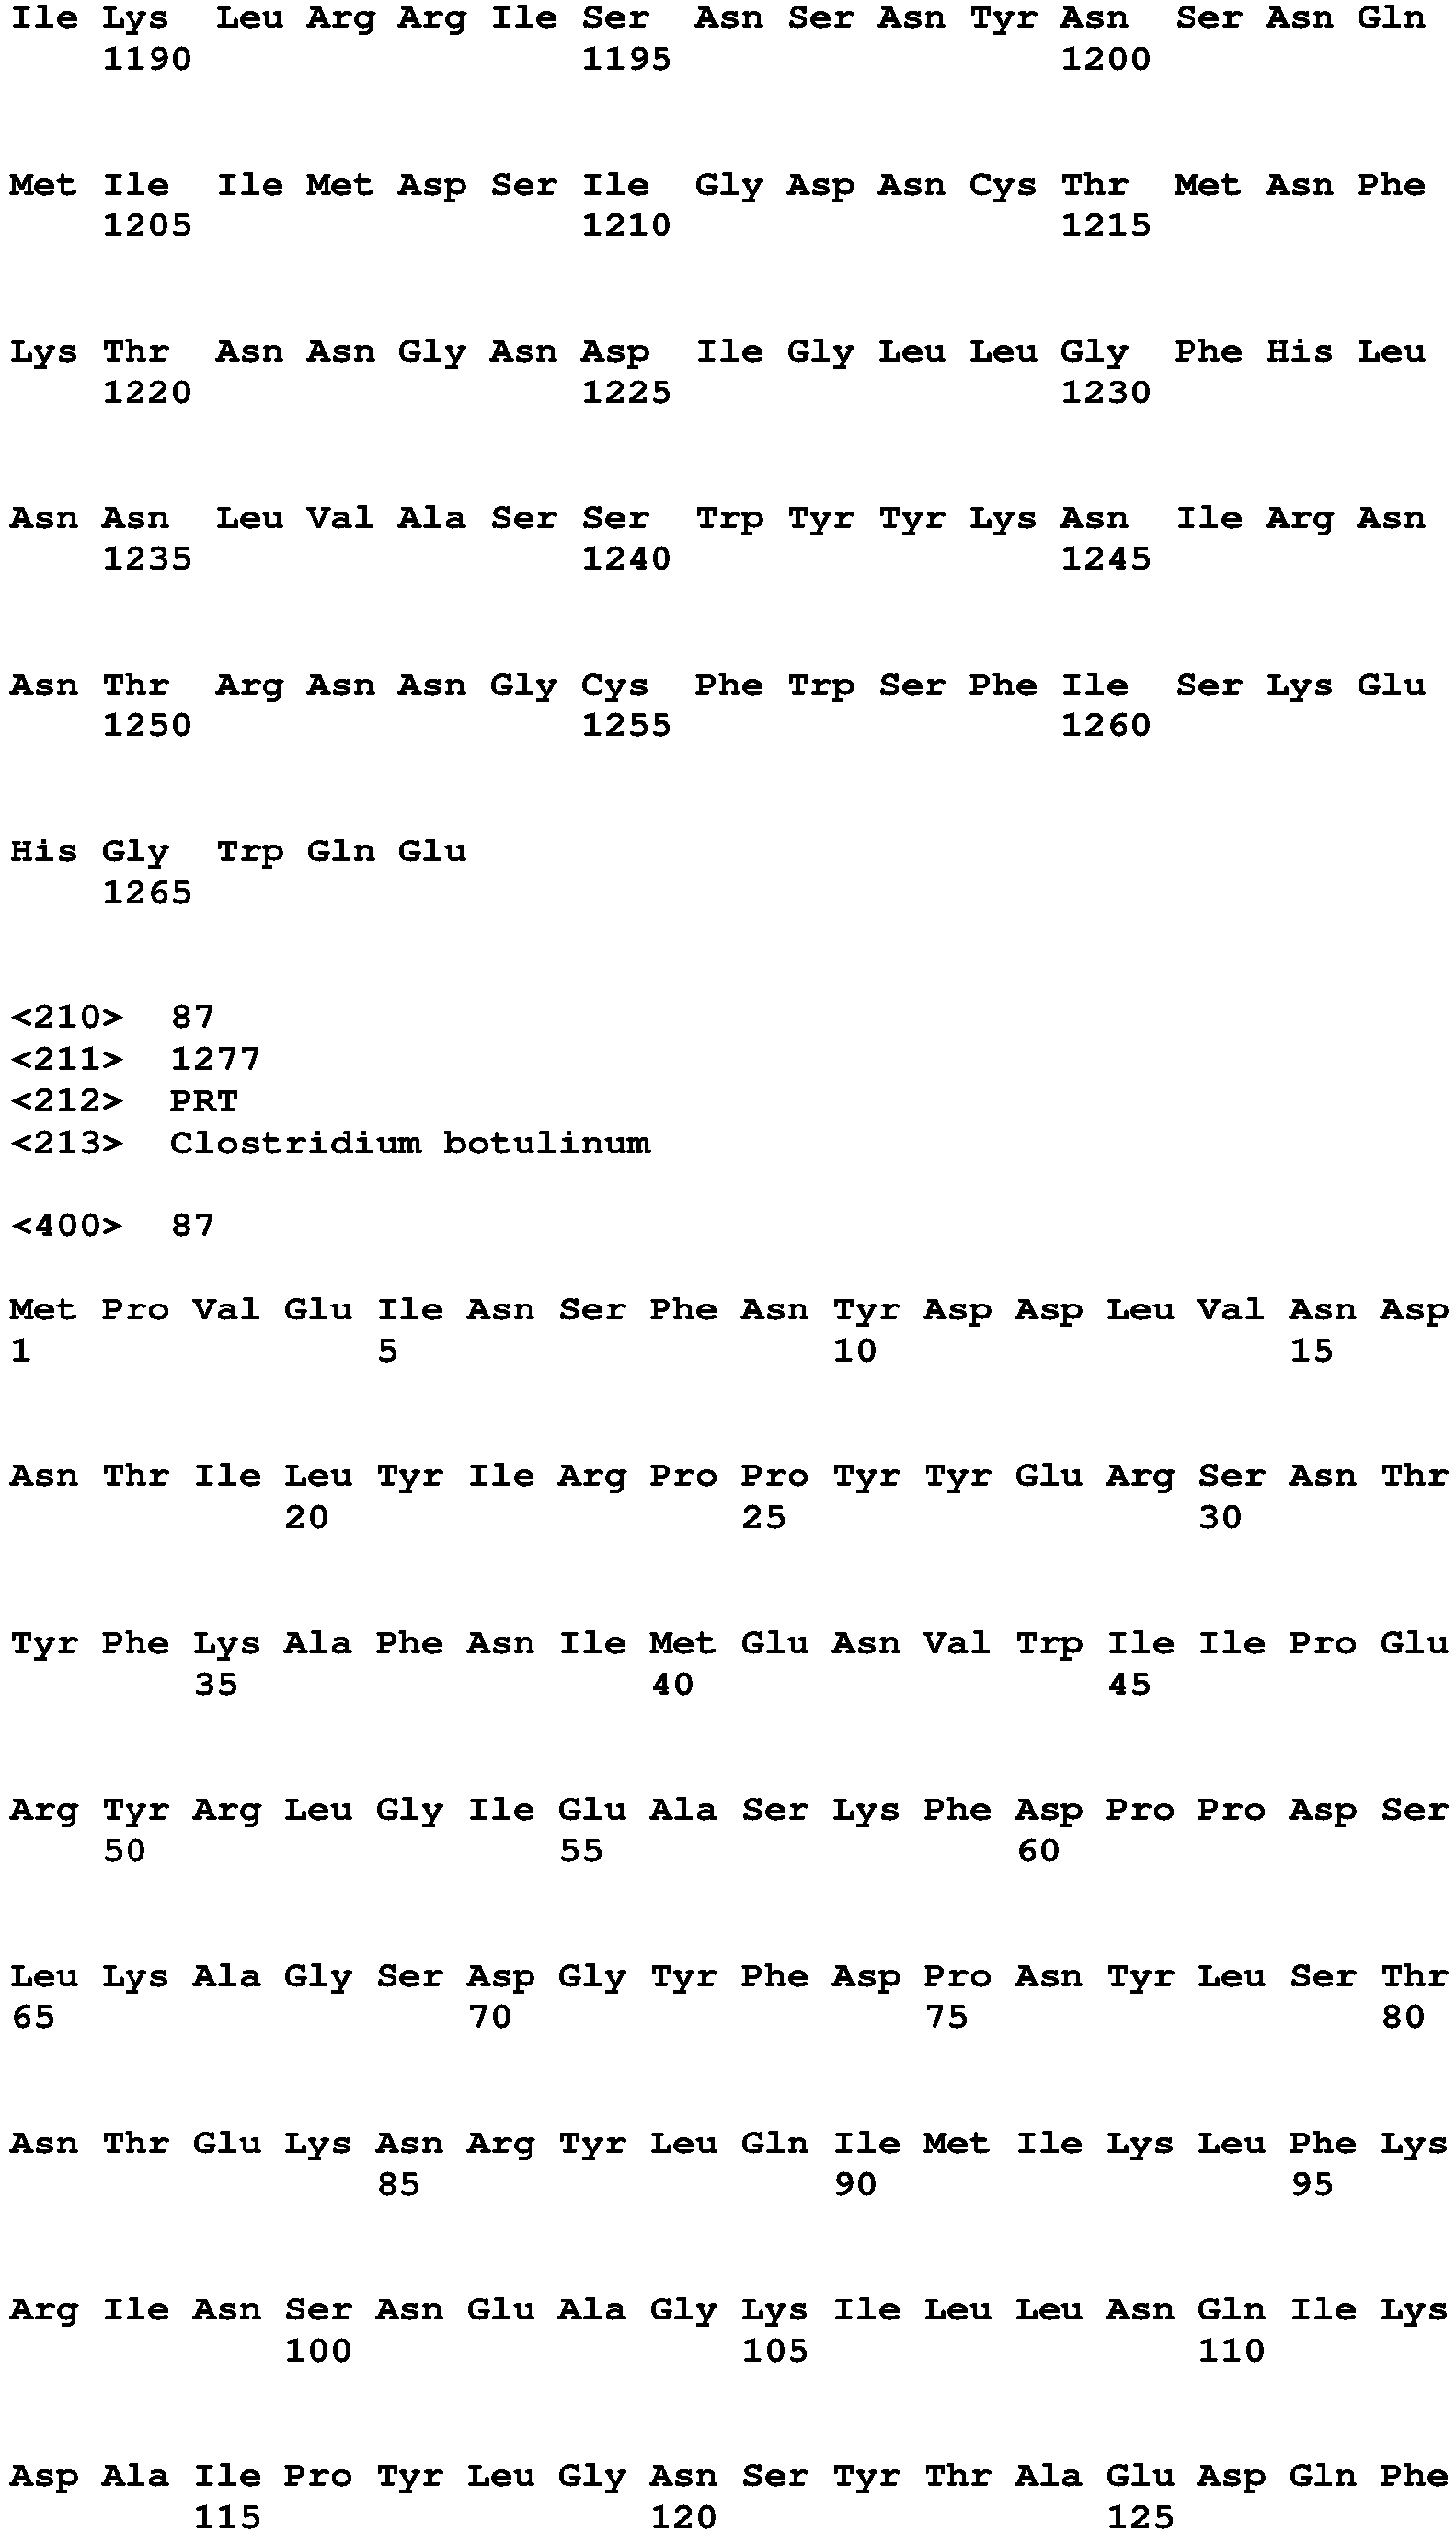 Ile Lys Leu Arg Arg Ile Ser Asn Ser Asn Tyr Asn Ser Asn Gln
1190 1195 1200
Met Ile Ile Met Asp Ser Ile Gly Asp Asn Cys Thr Met Asn Phe
1205 1210 1215
Lys Thr Asn Asn Gly Asn Asp Ile Gly Leu Leu Gly Phe His Leu
1220 1225 1230
Asn Asn Leu Val Ala Ser Ser Trp Tyr Tyr Lys Asn Ile Arg Asn
1235 1240 1245
Asn Thr Arg Asn Asn Gly Cys Phe Trp Ser Phe Ile Ser Lys Glu
1250 1255 1260
His Gly Trp Gln Glu
1265
<210> 87
<211> 1277
<212> PRT
<213> Clostridium botulinum
<400> 87
Met Pro Val Glu Ile Asn Ser Phe Asn Tyr Asp Asp Leu Val Asn Asp
1 5 10 15
Asn Thr Ile Leu Tyr Ile Arg Pro Pro Tyr Tyr Glu Arg Ser Asn Thr
20 25 30
Tyr Phe Lys Ala Phe Asn Ile Met Glu Asn Val Trp Ile Ile Pro Glu
35 40 45
Arg Tyr Arg Leu Gly Ile Glu Ala Ser Lys Phe Asp Pro Pro Asp Ser
50 55 60
Leu Lys Ala Gly Ser Asp Gly Tyr Phe Asp Pro Asn Tyr Leu Ser Thr
65 70 75 80
Asn Thr Glu Lys Asn Arg Tyr Leu Gln Ile Met Ile Lys Leu Phe Lys
85 90 95
Arg Ile Asn Ser Asn Glu Ala Gly Lys Ile Leu Leu Asn Gln Ile Lys
100 105 110
Asp Ala Ile Pro Tyr Leu Gly Asn Ser Tyr Thr Ala Glu Asp Gln Phe
115 120 125